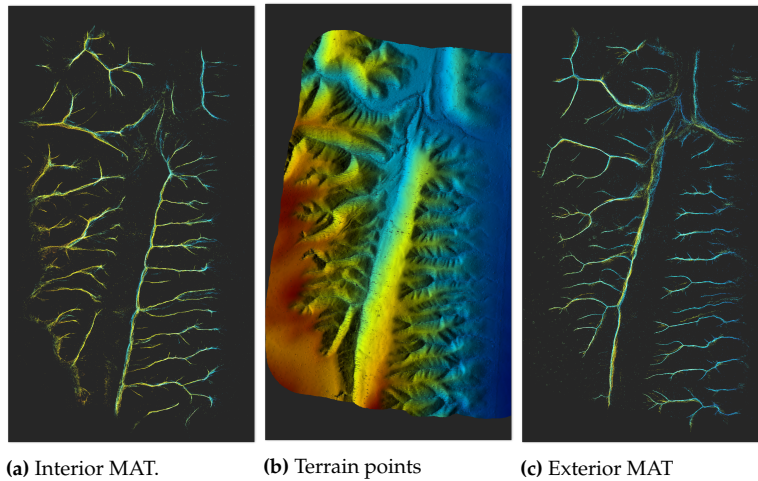 (a) Interior MAT.
(b) Terrain points
(c) Exterior MAT